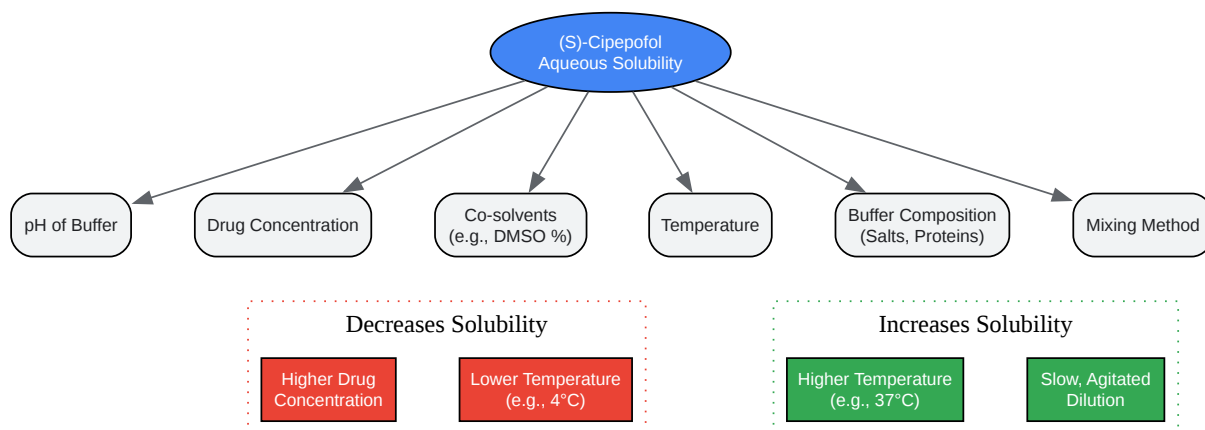 (S)-Cipepofol
Aqueous Solubility
pH of Buffer
Drug Concentration
Co-solvents
(e.g., DMSO %)
Temperature
Buffer Composition
(Salts, Proteins)
Mixing Method
Decreases Solubility
Higher Drug
Concentration
Lower Temperature
(e.g., 4°C)
Increases Solubility
Higher Temperature
(e.g., 37°C)
Slow, Agitated
Dilution